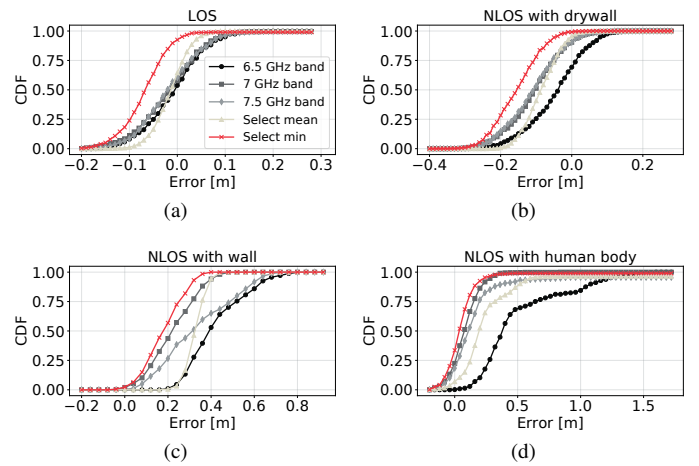 LOS
1.00
0.75
0.50
0.25
0.00
CDF
6.5 GHz band
7 GHz band
7.5 GHz band
Select mean
Select min
−0.2 −0.1 0.0 0.1 0.2 0.3
Error [m]
(a)
NLOS with drywall
1.00
0.75
0.50
0.25
0.00
CDF
−0.4 −0.2 0.0 0.2
Error [m]
(b)
NLOS with wall
1.00
0.75
0.50
0.25
0.00
CDF
−0.2 0.0 0.2 0.4 0.6 0.8
Error [m]
(c)
NLOS with human body
1.00
0.75
0.50
0.25
0.00
CDF
0.0 0.5 1.0 1.5
Error [m]
(d)